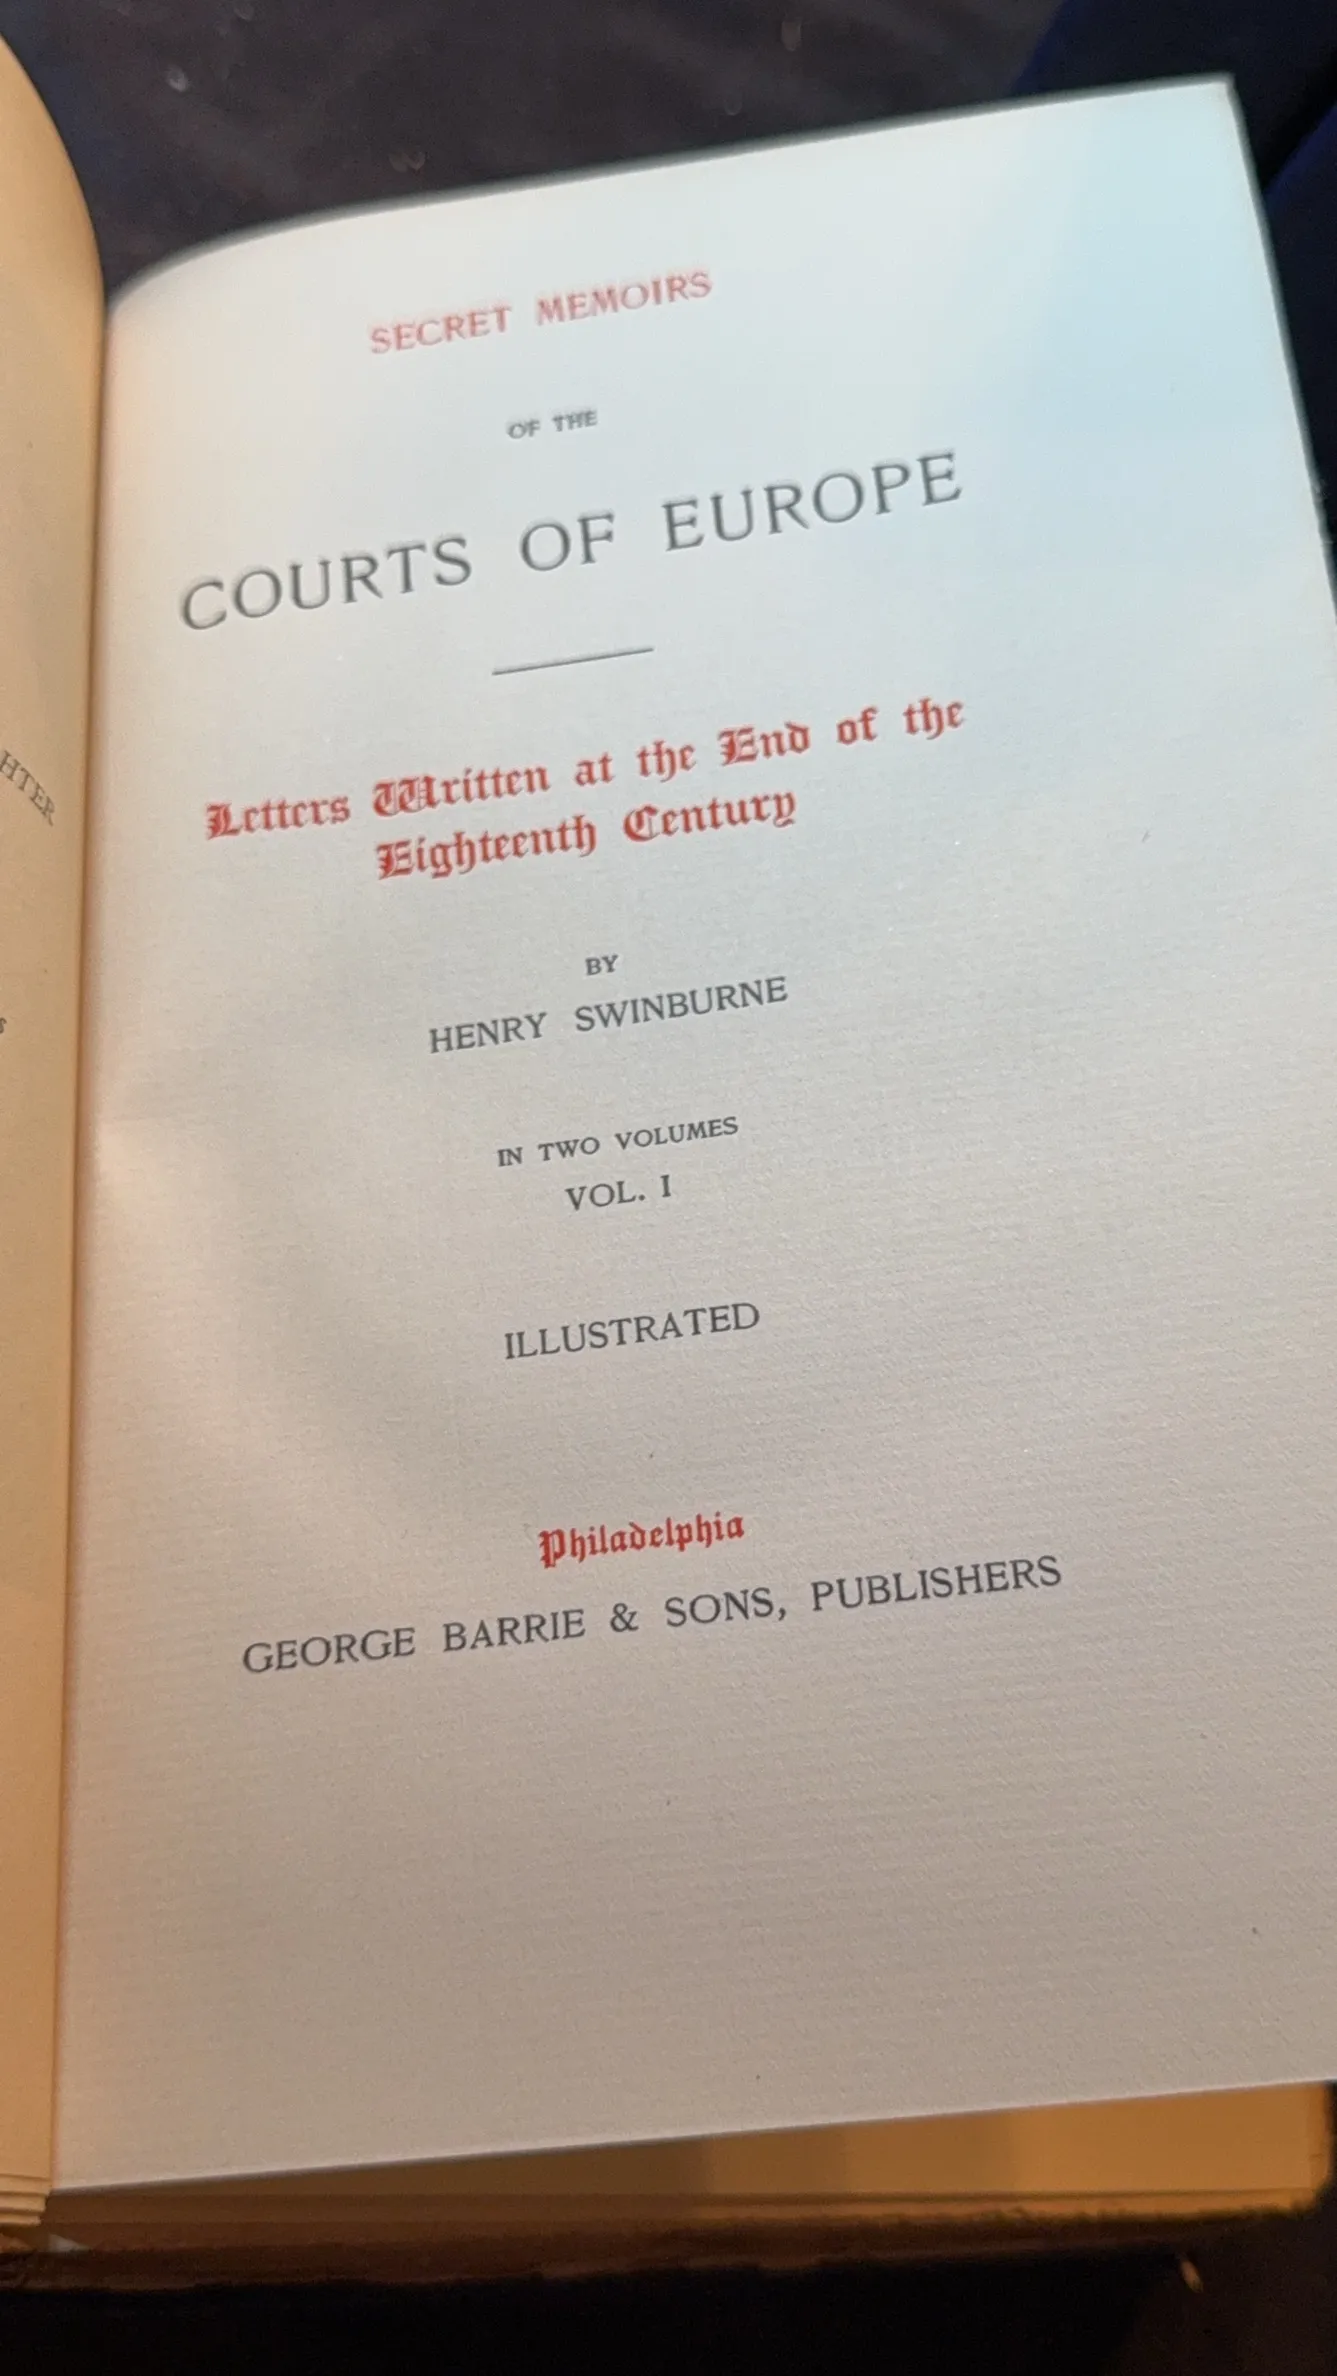 SECRET MEMOIRS
OF THE
COURTS OF EUROPE
Letters Written at the End of the
Eighteenth Century
BY
HENRY SWINBURNE
IN TWO VOLUMES
VOL. I
ILLUSTRATED
Philadelphia
GEORGE BARRIE & SONS, PUBLISHERS